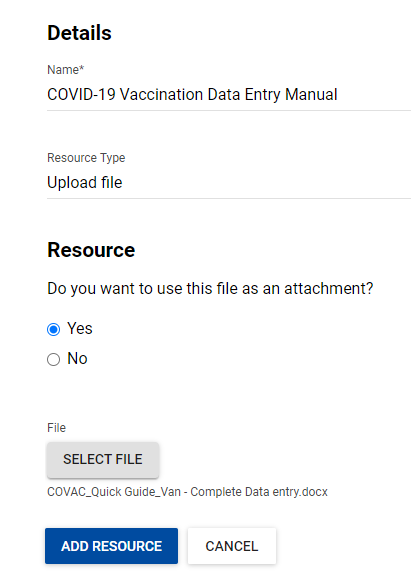 Details
Name*
COVID-19 Vaccination Data Entry Manual
Resource Type
Upload file
Resource
Do you want to use this file as an attachment?
Yes
No
File
SELECT FILE
COVAC_Quick Guide_Van - Complete Data entry.docx
ADD RESOURCE
CANCEL